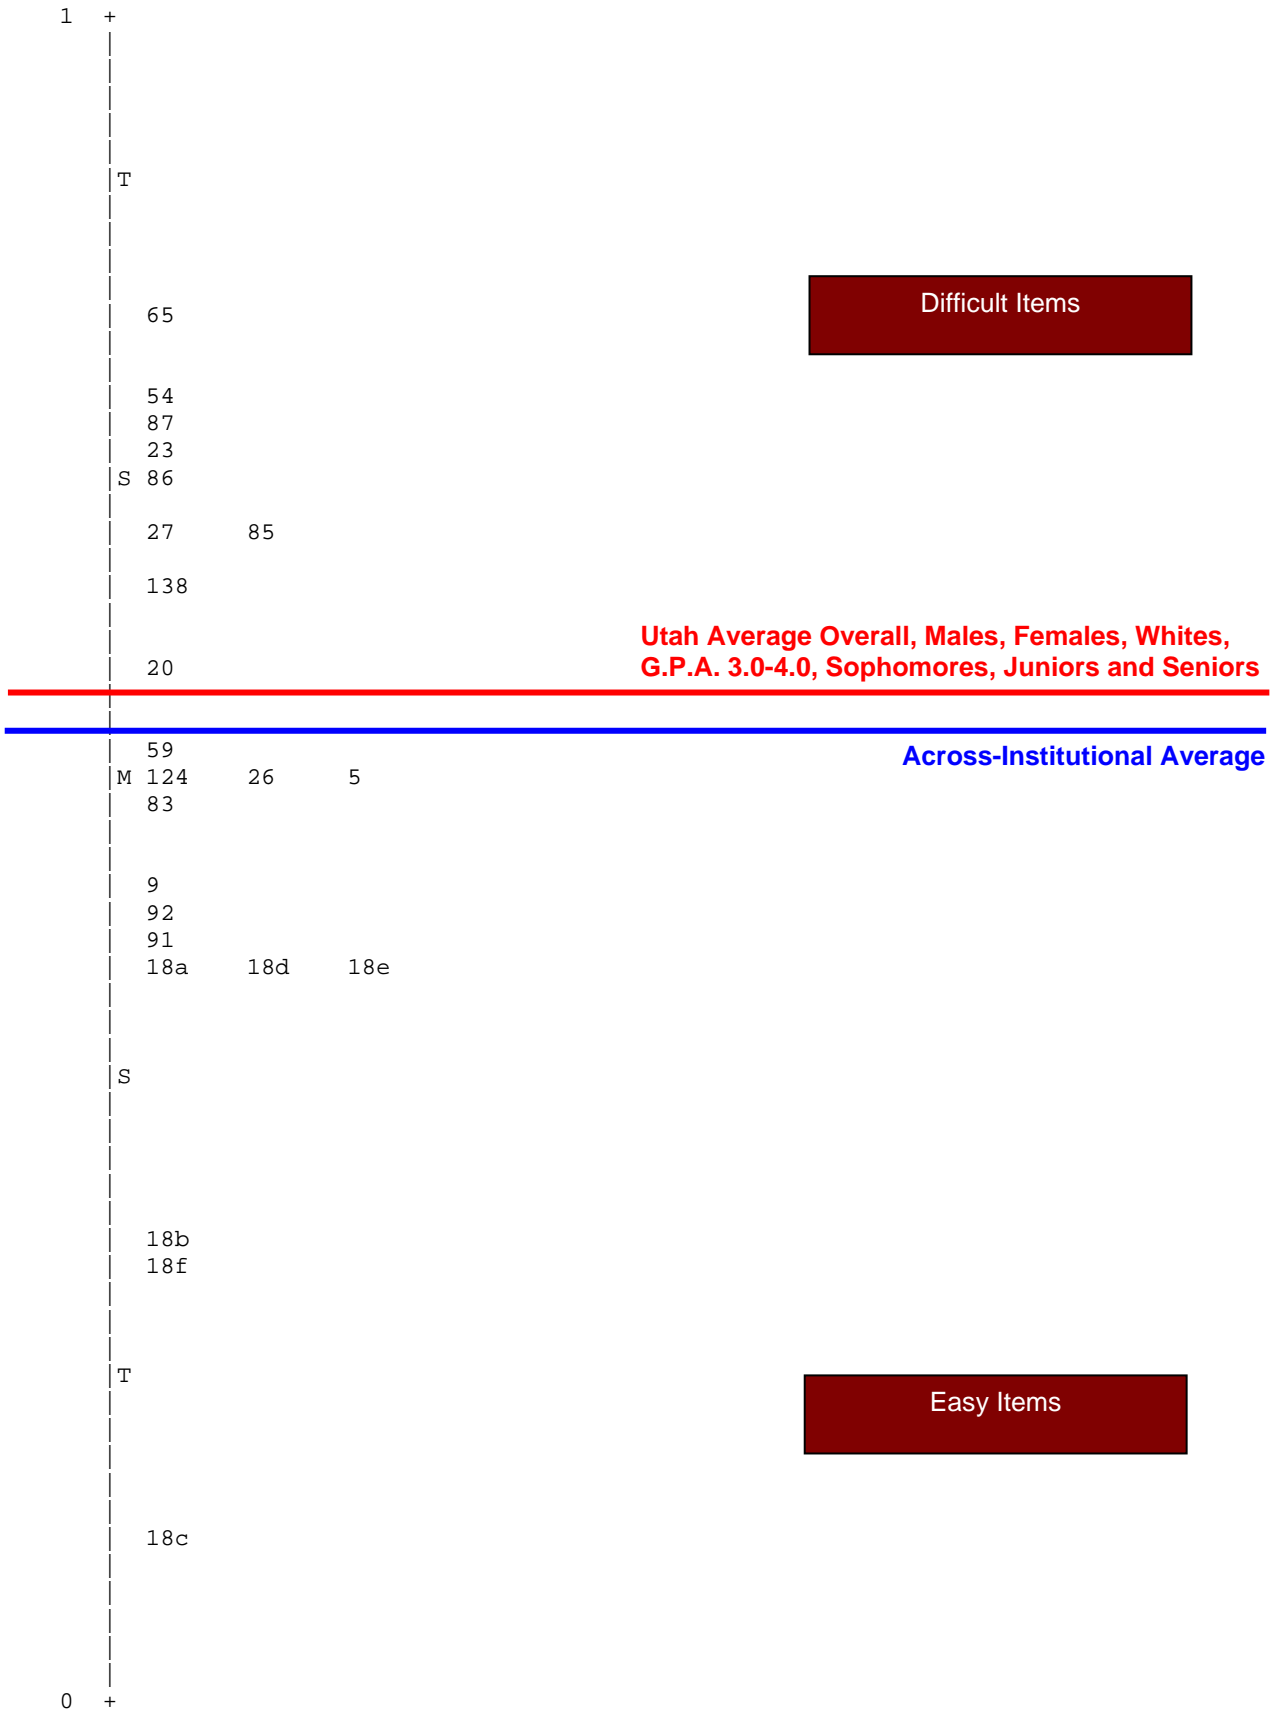 1 +
T
Difficult Items
65
54
87
23
S 86
27 85
138
Utah Average Overall, Males, Females, Whites,
G.P.A. 3.0-4.0, Sophomores, Juniors and Seniors
20
59
Across-Institutional Average
M 124 26 5
83
9
92
91
18a 18d 18e
S
18b
18f
T
Easy Items
18c
0 +